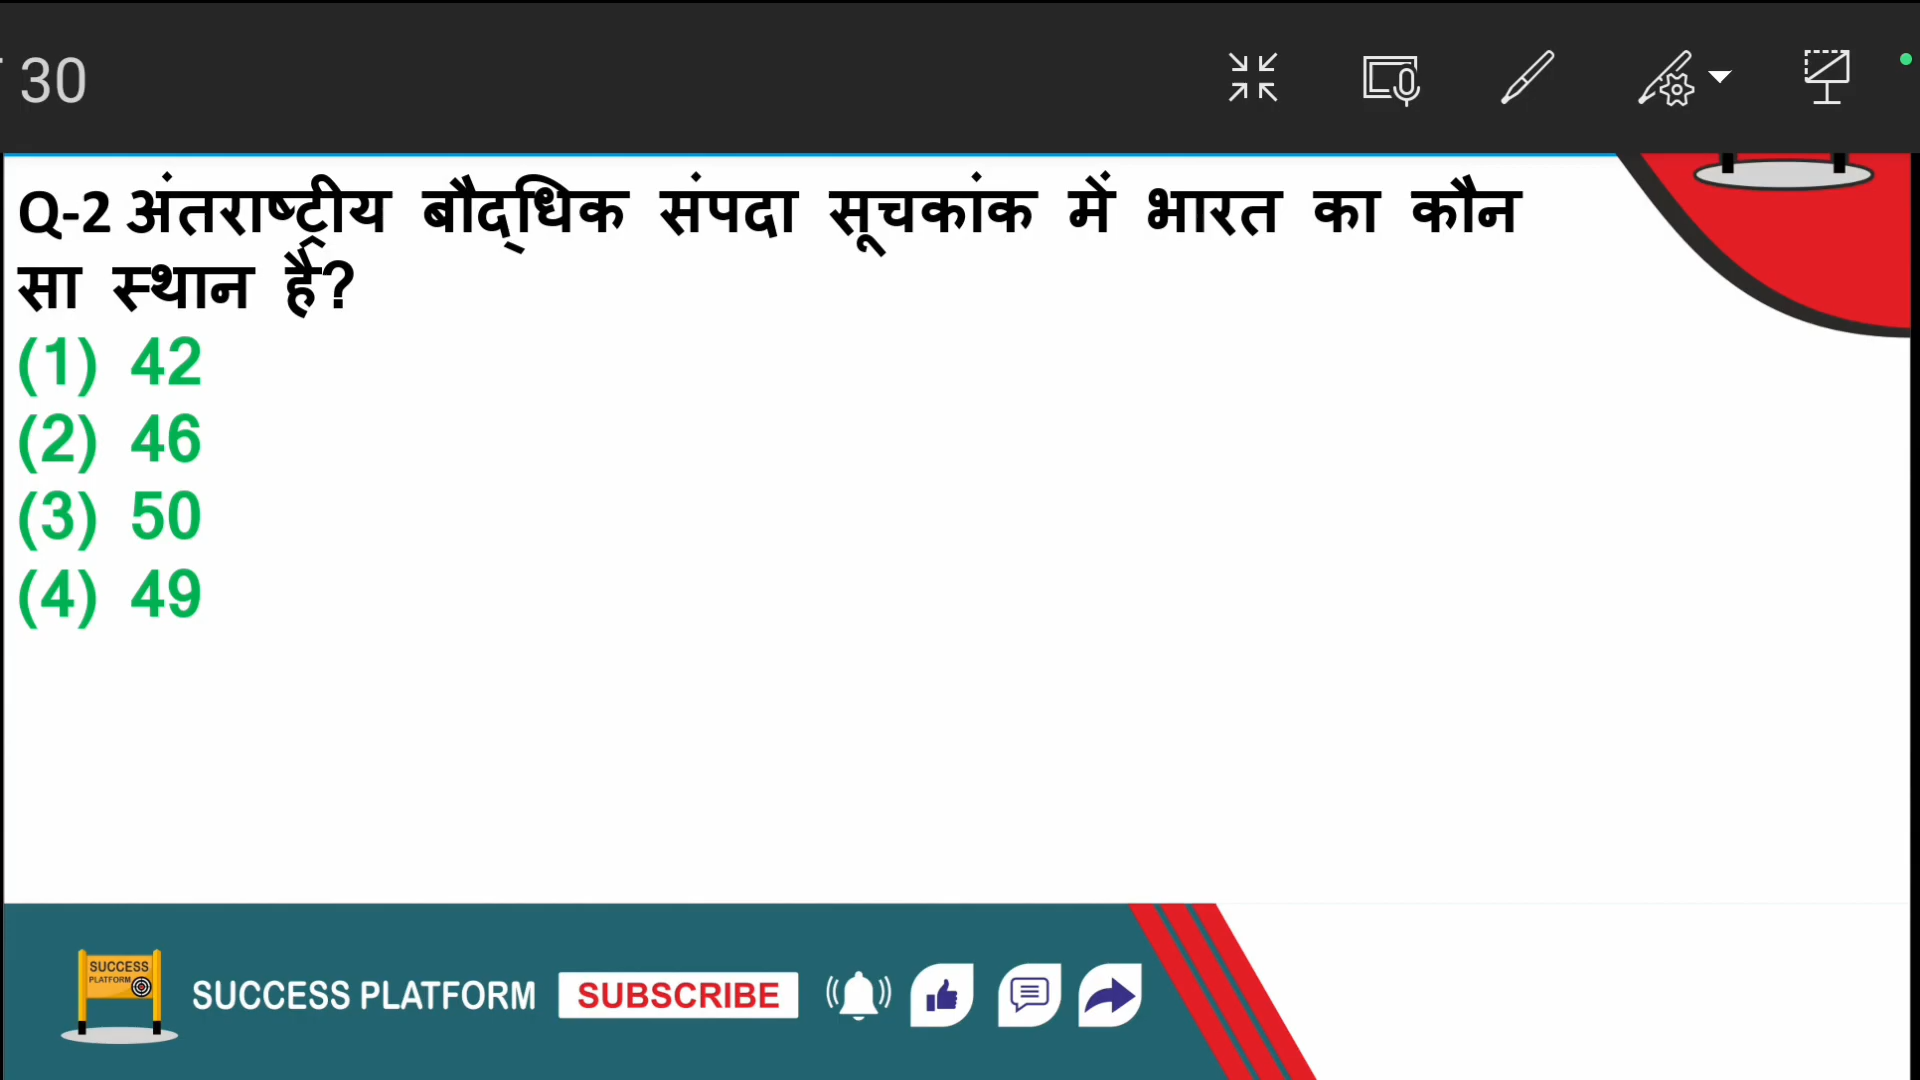 30
Q-2 अंतराष्ट्रीय बौद्धिक संपदा सूचकांक में भारत का कौन
सा स्थान है?
(1) 42
(2) 46
(3) 50
(4) 49
SUCCESS
PLATFORM
SUCCESS PLATFORM
SUBSCRIBE